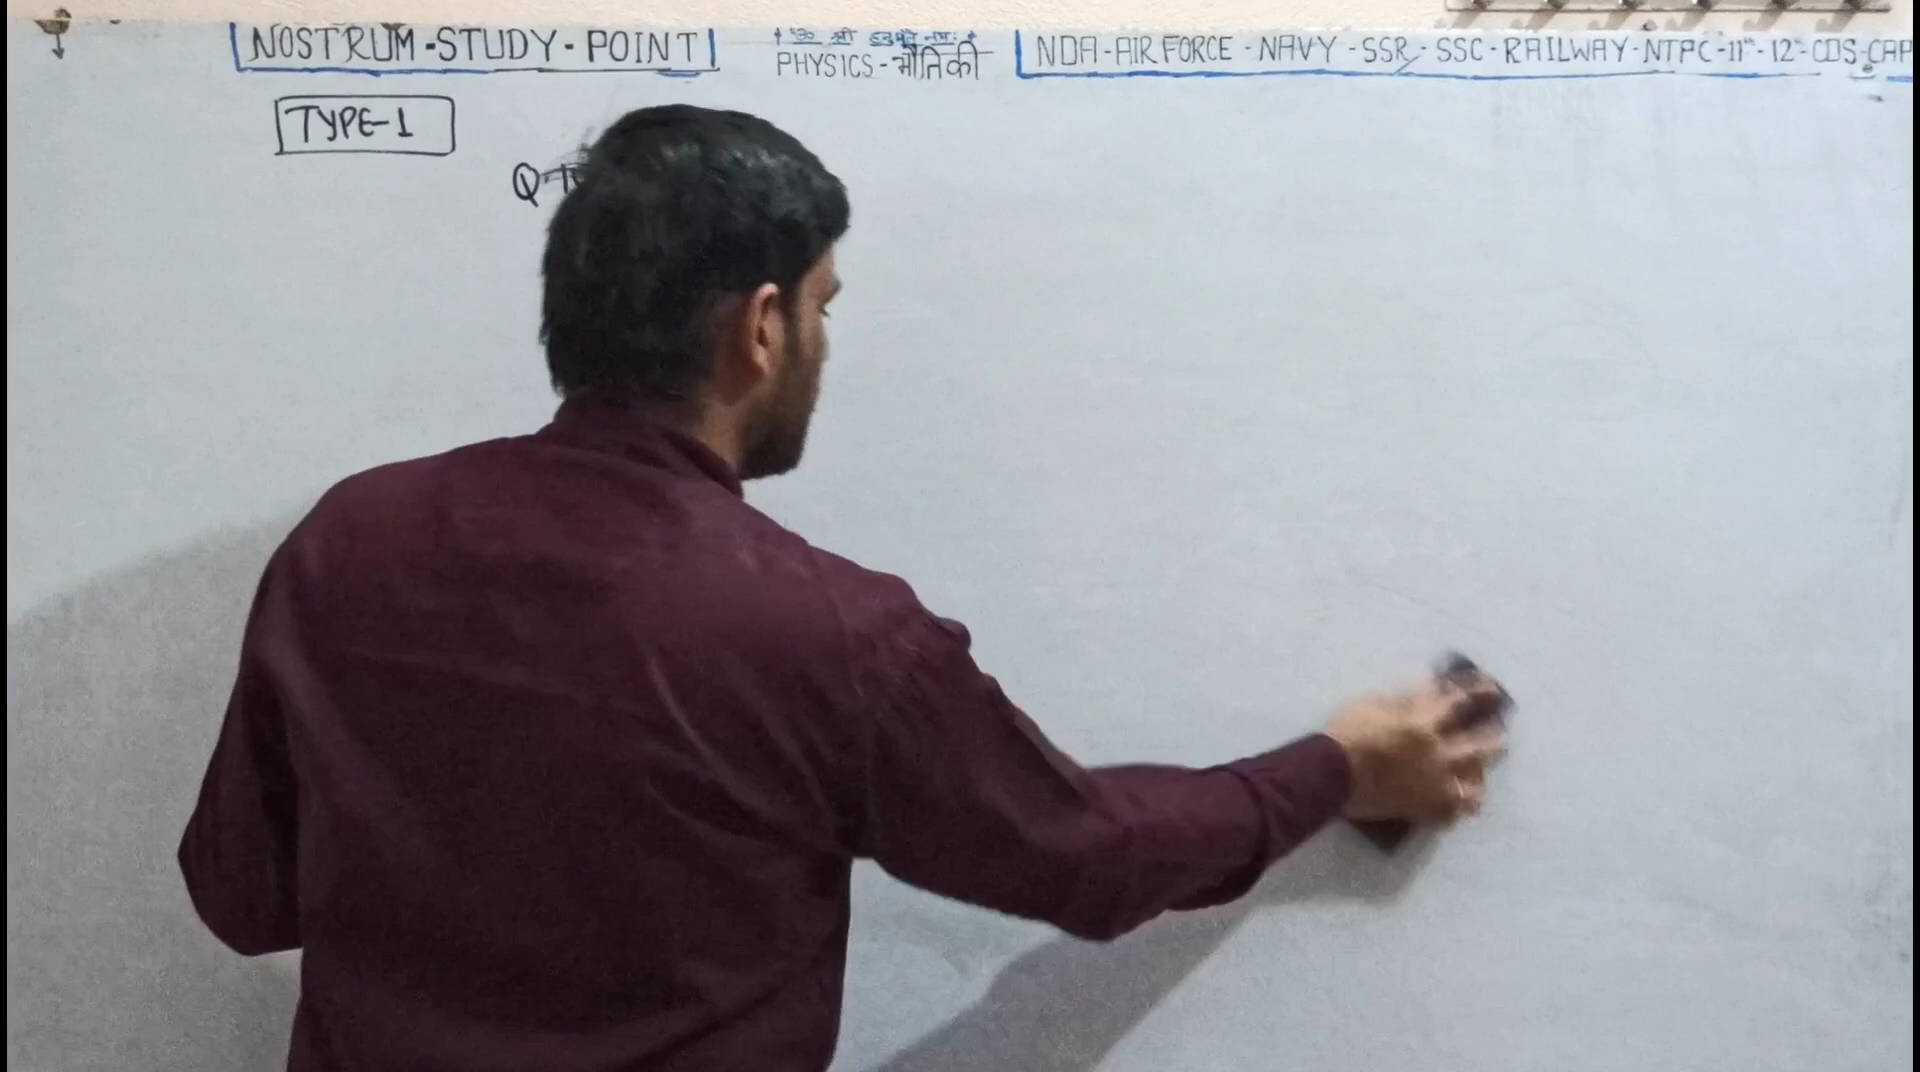 NOSTRUM-STUDY-POINT
PHYSICS-भौतिकी
NDA-AIR FORCE-NAVY-SSR-SSC-RAILWAY-NTPC-11th-12th-CDS-CAP
TYPE-1